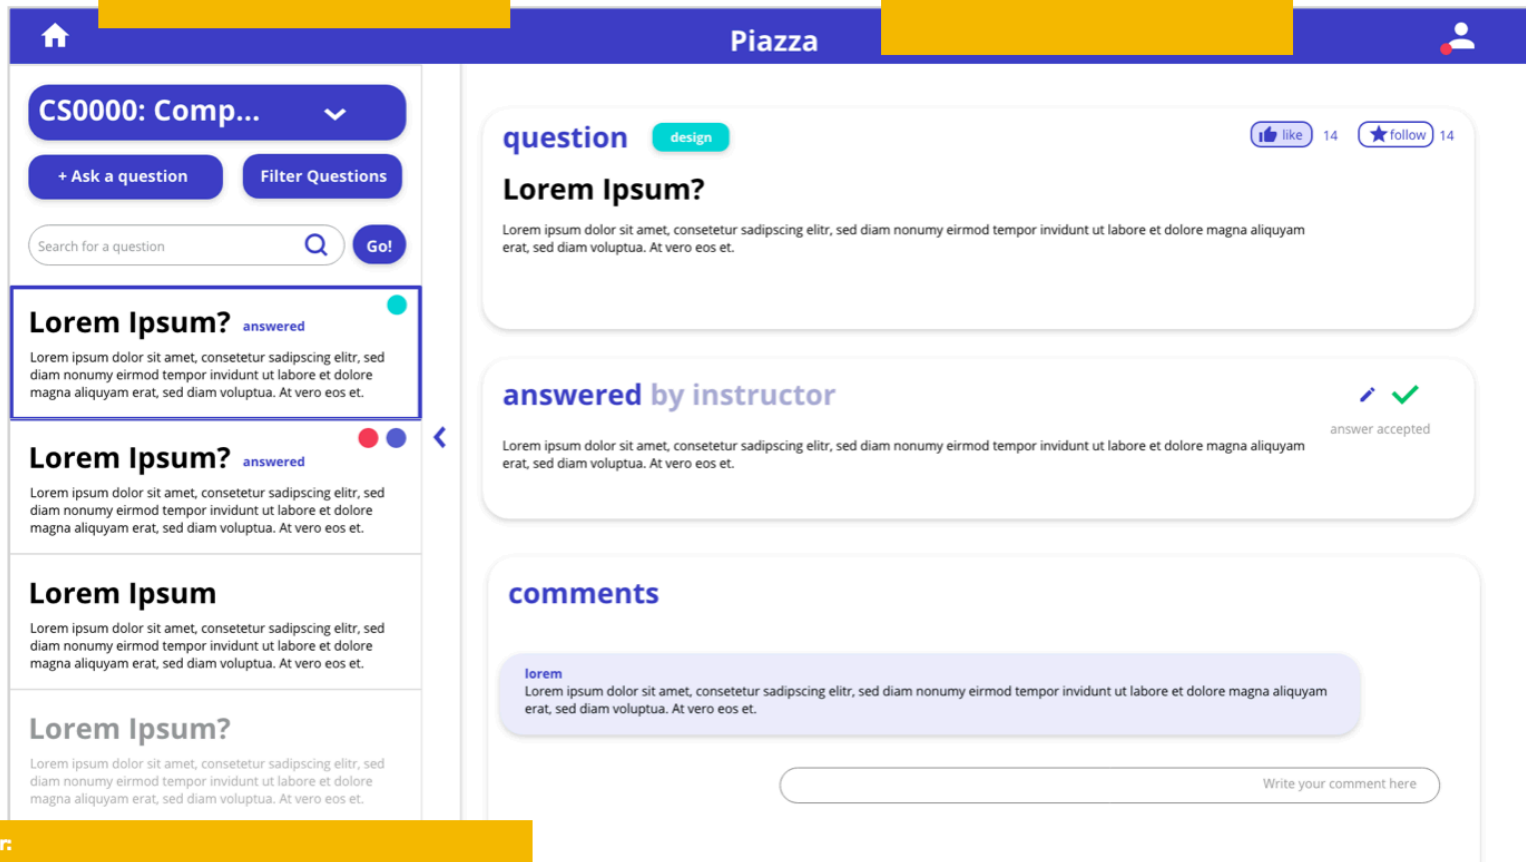 Piazza
CS0000: Comp...
+ Ask a question
Filter Questions
Search for a question
Go!
Lorem Ipsum? answered
Lorem ipsum dolor sit amet, consetetur sadipscing elitr, sed
diam nonumy eirmod tempor invidunt ut labore et dolore
magna aliquyam erat, sed diam voluptua. At vero eos et.
Lorem Ipsum? answered
Lorem ipsum dolor sit amet, consetetur sadipscing elitr, sed
diam nonumy eirmod tempor invidunt ut labore et dolore
magna aliquyam erat, sed diam voluptua. At vero eos et.
Lorem Ipsum
Lorem ipsum dolor sit amet, consetetur sadipscing elitr, sed
diam nonumy eirmod tempor invidunt ut labore et dolore
magna aliquyam erat, sed diam voluptua. At vero eos et.
Lorem Ipsum?
Lorem ipsum dolor sit amet, consetetur sadipscing elitr, sed
diam nonumy eirmod tempor invidunt ut labore et dolore
magna aliquyam erat, sed diam voluptua. At vero eos et.
r:
question design like 14 follow 14
Lorem Ipsum?
Lorem ipsum dolor sit amet, consetetur sadipscing elitr, sed diam nonumy eirmod tempor invidunt ut labore et dolore magna aliquyam
erat, sed diam voluptua. At vero eos et.
answered by instructor
answer accepted
Lorem ipsum dolor sit amet, consetetur sadipscing elitr, sed diam nonumy eirmod tempor invidunt ut labore et dolore magna aliquyam
erat, sed diam voluptua. At vero eos et.
comments
lorem
Lorem ipsum dolor sit amet, consetetur sadipscing elitr, sed diam nonumy eirmod tempor invidunt ut labore et dolore magna aliquyam
erat, sed diam voluptua. At vero eos et.
Write your comment here